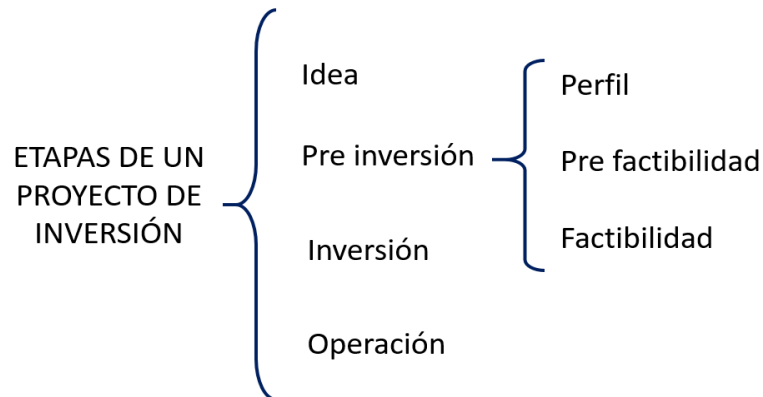 ETAPAS DE UN
PROYECTO DE
INVERSIÓN
Idea
Pre inversión
Inversión
Operación
Perfil
Pre factibilidad
Factibilidad